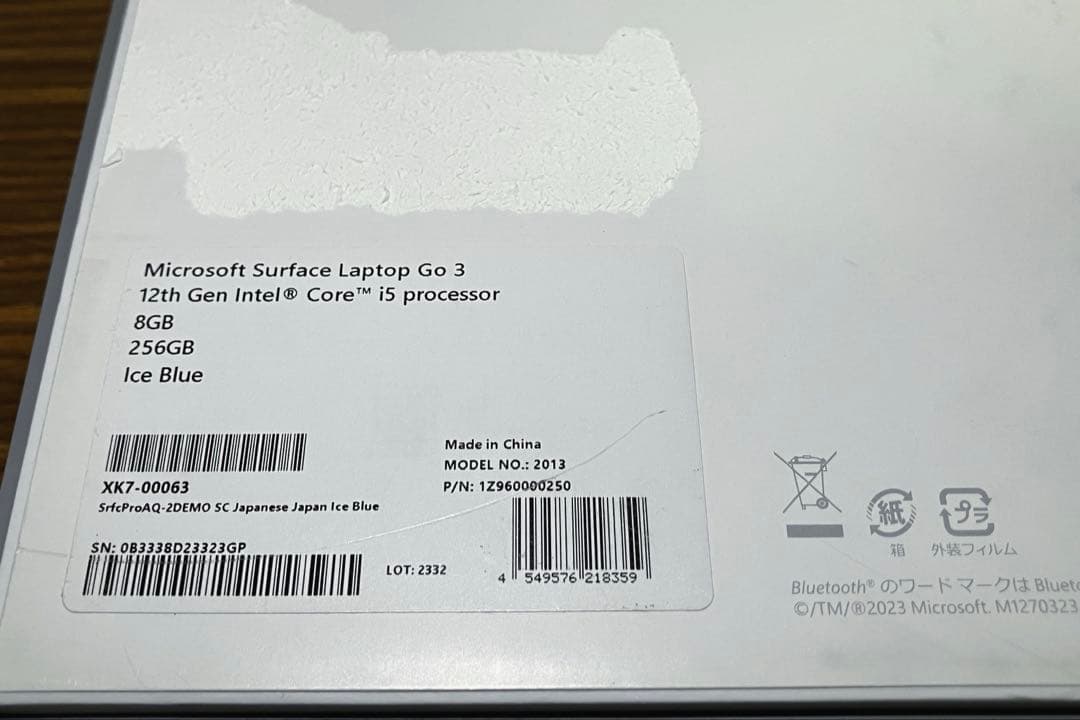 Microsoft Surface Laptop Go 3
12th Gen Intel® Core™ i5 processor
8GB
256GB
Ice Blue
XK7-00063
SrfcProAQ-2DEMO SC Japanese Japan Ice Blue
SN: 0B3338D23323GP
Made in China
MODEL NO.: 2013
P/N: 1Z960000250
LOT: 2332
4 549576 218359
紙
箱
プラ
外装フィルム
Bluetooth® のワード マークは Blueto
©/TM/®2023 Microsoft. M1270323